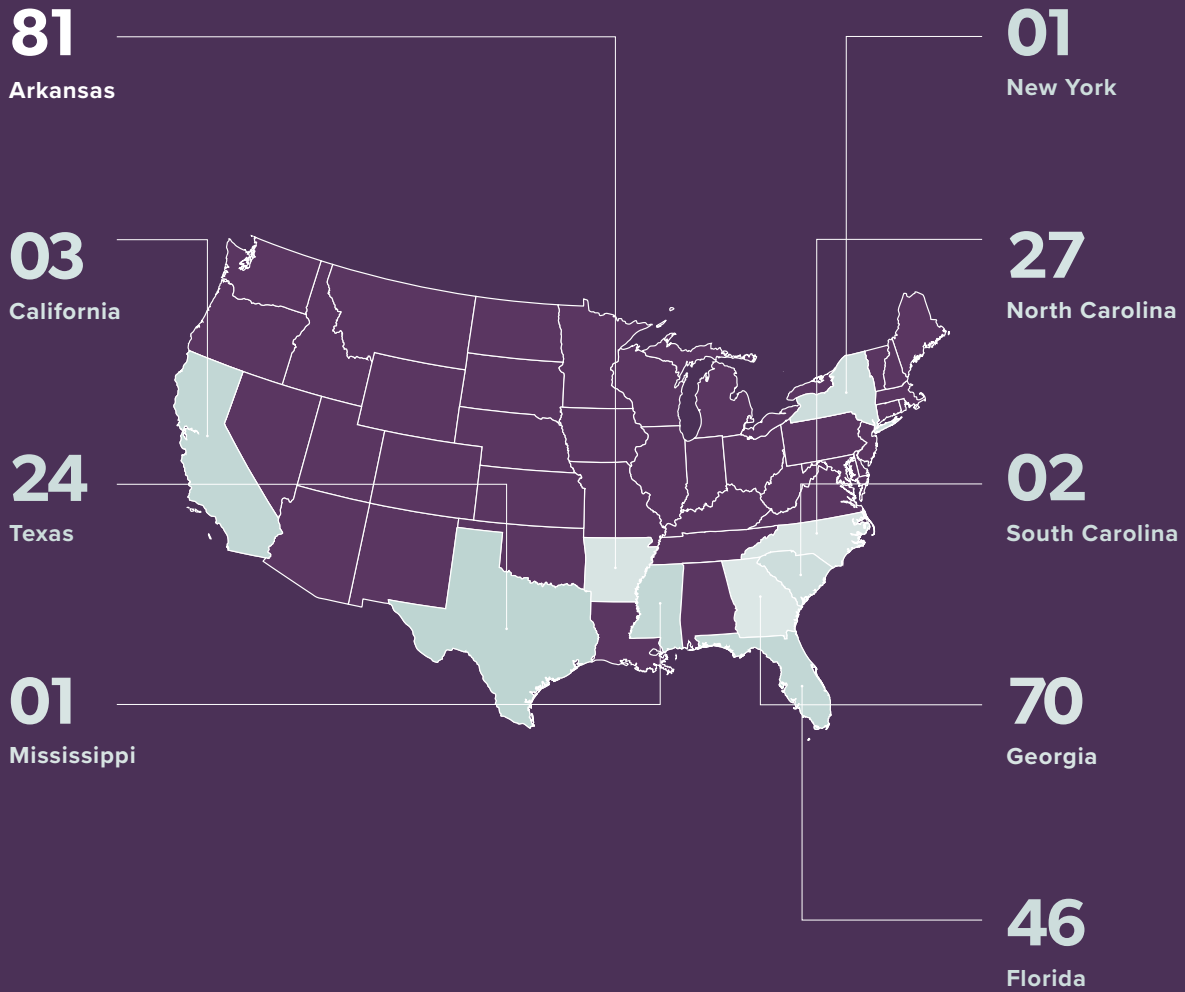 81
Arkansas
03
California
24
Texas
01
Mississippi
01
New York
27
North Carolina
02
South Carolina
70
Georgia
46
Florida